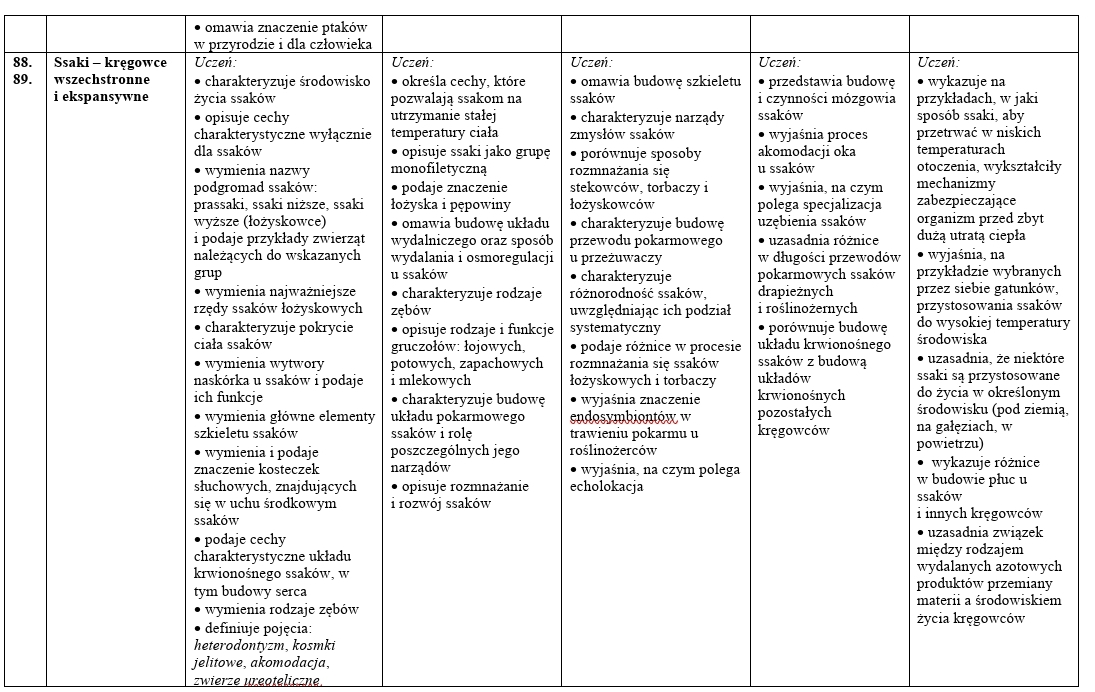 • omawia znaczenie ptaków
w przyrodzie i dla człowieka
88.
89.
Ssaki – kręgowce
wszechstronne
i ekspansywne
Uczeń:
• charakteryzuje środowisko
życia ssaków
• opisuje cechy
charakterystyczne wyłącznie
dla ssaków
• wymienia nazwy
podgromad ssaków:
prassaki, ssaki niższe, ssaki
wyższe (łożyskowce)
i podaje przykłady zwierząt
należących do wskazanych
grup
• wymienia najważniejsze
rzędy ssaków łożyskowych
• charakteryzuje pokrycie
ciała ssaków
• wymienia wytwory
naskórka u ssaków i podaje
ich funkcje
• wymienia główne elementy
szkieletu ssaków
• wymienia i podaje
znaczenie kosteczek
słuchowych, znajdujących
się w uchu środkowym
ssaków
• podaje cechy
charakterystyczne układu
krwionośnego ssaków, w
tym budowy serca
• wymienia rodzaje zębów
• definiuje pojęcia:
heterodontyzm, kosmki
jelitowe, akomodacja,
zwierzę ureoteliczne,
Uczeń:
• określa cechy, które
pozwalają ssakom na
utrzymanie stałej
temperatury ciała
• opisuje ssaki jako grupę
monofiletyczną
• podaje znaczenie
łożyska i pępowiny
• omawia budowę układu
wydalniczego oraz sposób
wydalania i osmoregulacji
u ssaków
• charakteryzuje rodzaje
zębów
• opisuje rodzaje i funkcje
gruczołów: łojowych,
potowych, zapachowych
i mlekowych
• charakteryzuje budowę
układu pokarmowego
ssaków i rolę
poszczególnych jego
narządów
• opisuje rozmnażanie
i rozwój ssaków
Uczeń:
• omawia budowę szkieletu
ssaków
• charakteryzuje narządy
zmysłów ssaków
• porównuje sposoby
rozmnażania się
stekowców, torbaczy i
łożyskowców
• charakteryzuje budowę
przewodu pokarmowego
u przeżuwaczy
• charakteryzuje
różnorodność ssaków,
uwzględniając ich podział
systematyczny
• podaje różnice w procesie
rozmnażania się ssaków
łożyskowych i torbaczy
• wyjaśnia znaczenie
endosymbiontów w
trawieniu pokarmu u
roślinożerców
• wyjaśnia, na czym polega
echolokacja
Uczeń:
• przedstawia budowę
i czynności mózgowia
ssaków
• wyjaśnia proces
akomodacji oka
u ssaków
• wyjaśnia, na czym
polega specjalizacja
uzębienia ssaków
• uzasadnia różnice
w długości przewodów
pokarmowych ssaków
drapieżnych
i roślinożernych
• porównuje budowę
układu krwionośnego
ssaków z budową
układów
krwionośnych
pozostałych
kręgowców
Uczeń:
• wykazuje na
przykładach, w jaki
sposób ssaki, aby
przetrwać w niskich
temperaturach
otoczenia, wykształciły
mechanizmy
zabezpieczające
organizm przed zbyt
dużą utratą ciepła
• wyjaśnia, na
przykładzie wybranych
przez siebie gatunków,
przystosowania ssaków
do wysokiej temperatury
środowiska
• uzasadnia, że niektóre
ssaki są przystosowane
do życia w określonym
środowisku (pod ziemią,
na gałęziach, w
powietrzu)
• wykazuje różnice
w budowie płuc u
ssaków
i innych kręgowców
• uzasadnia związek
między rodzajem
wydalanych azotowych
produktów przemiany
materii a środowiskiem
życia kręgowców